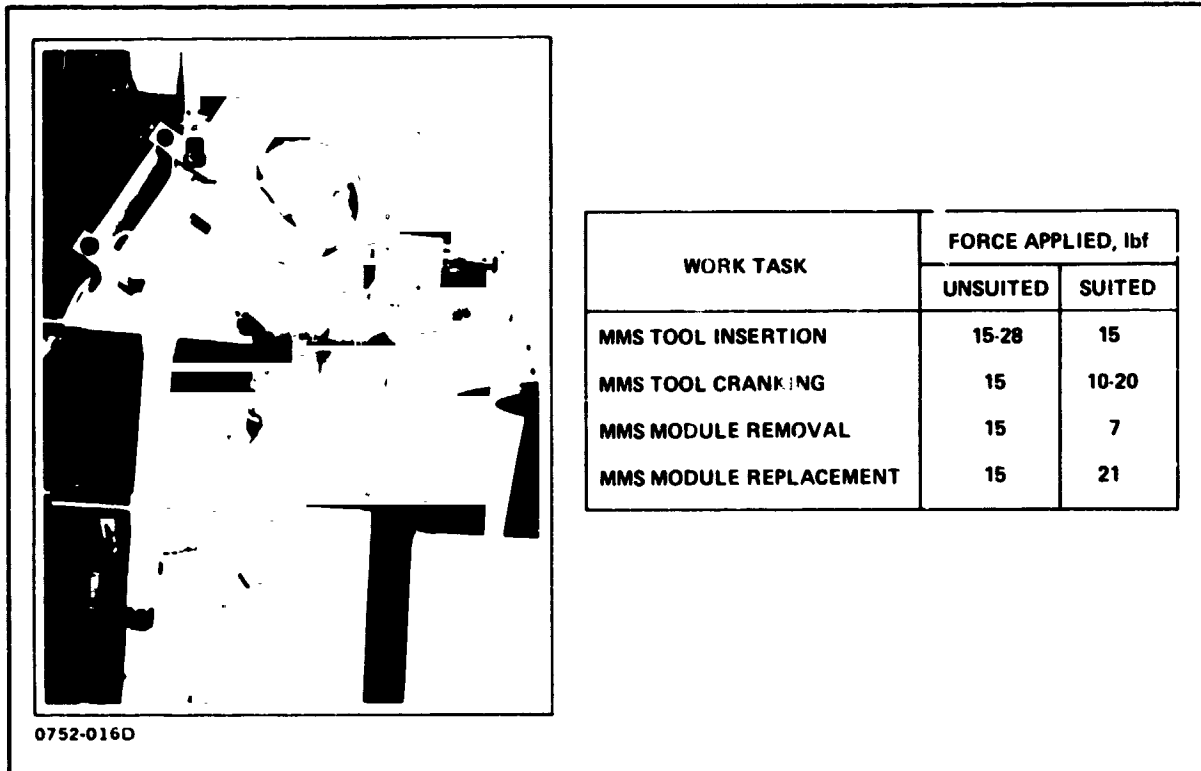 WORK TASK FORCE APPLIED, lbf
UNSUITED SUITED
MMS TOOL INSERTION 15-28 15
MMS TOOL CRANKING 15 10-20
MMS MODULE REMOVAL 15 7
MMS MODULE REPLACEMENT 15 21
0752-016D